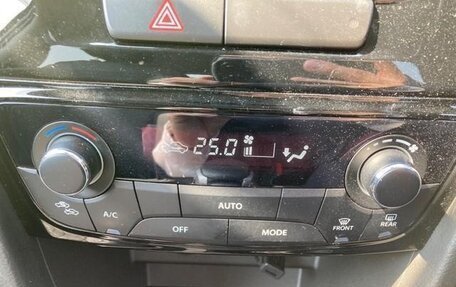 25.0
AUTO
A/C
OFF
MODE
FRONT
REAR